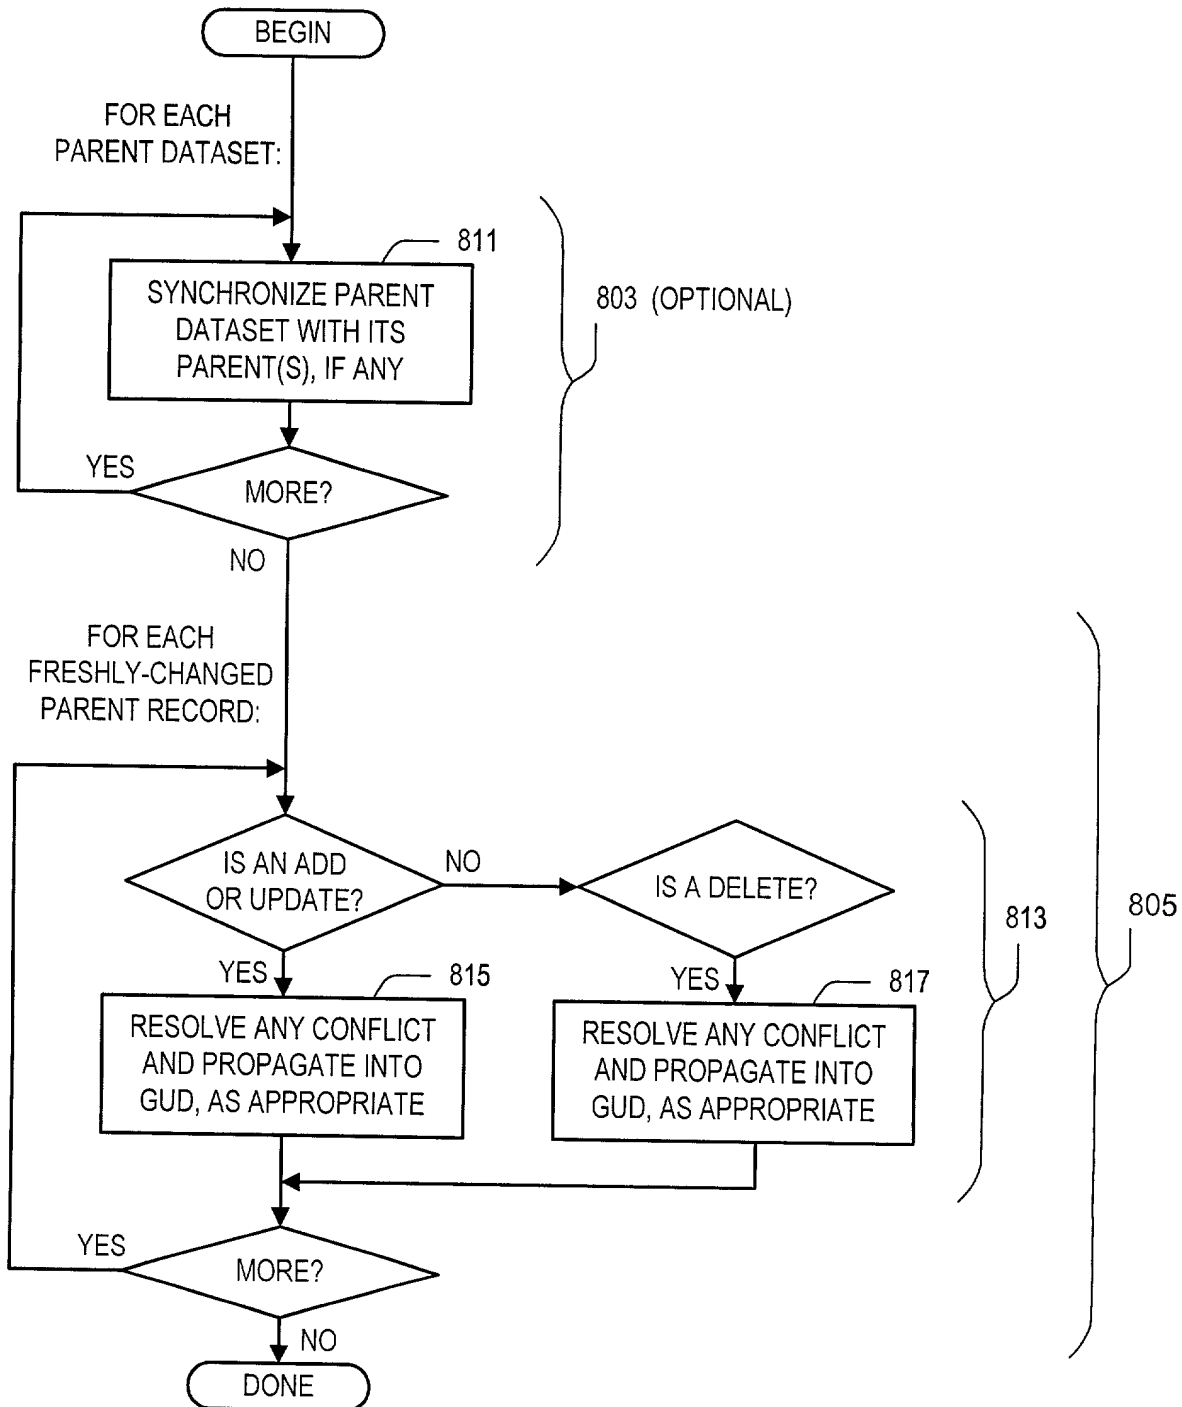 BEGIN
FOR EACH
PARENT DATASET:
811
SYNCHRONIZE PARENT
DATASET WITH ITS
PARENT(S), IF ANY
803 (OPTIONAL)
YES
MORE?
NO
FOR EACH
FRESHLY-CHANGED
PARENT RECORD:
IS AN ADD
OR UPDATE?
NO
IS A DELETE?
813
805
YES
815
RESOLVE ANY CONFLICT
AND PROPAGATE INTO
GUD, AS APPROPRIATE
YES
817
RESOLVE ANY CONFLICT
AND PROPAGATE INTO
GUD, AS APPROPRIATE
YES
MORE?
NO
DONE